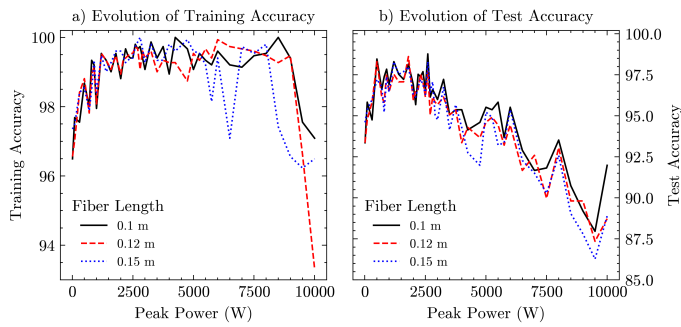 a) Evolution of Training Accuracy
100
98
96
94
Training Accuracy
Fiber Length
0.1 m
0.12 m
0.15 m
0
2500
5000
7500
10000
Peak Power (W)
b) Evolution of Test Accuracy
100.0
97.5
95.0
92.5
90.0
87.5
85.0
Test Accuracy
Fiber Length
0.1 m
0.12 m
0.15 m
0
2500
5000
7500
10000
Peak Power (W)